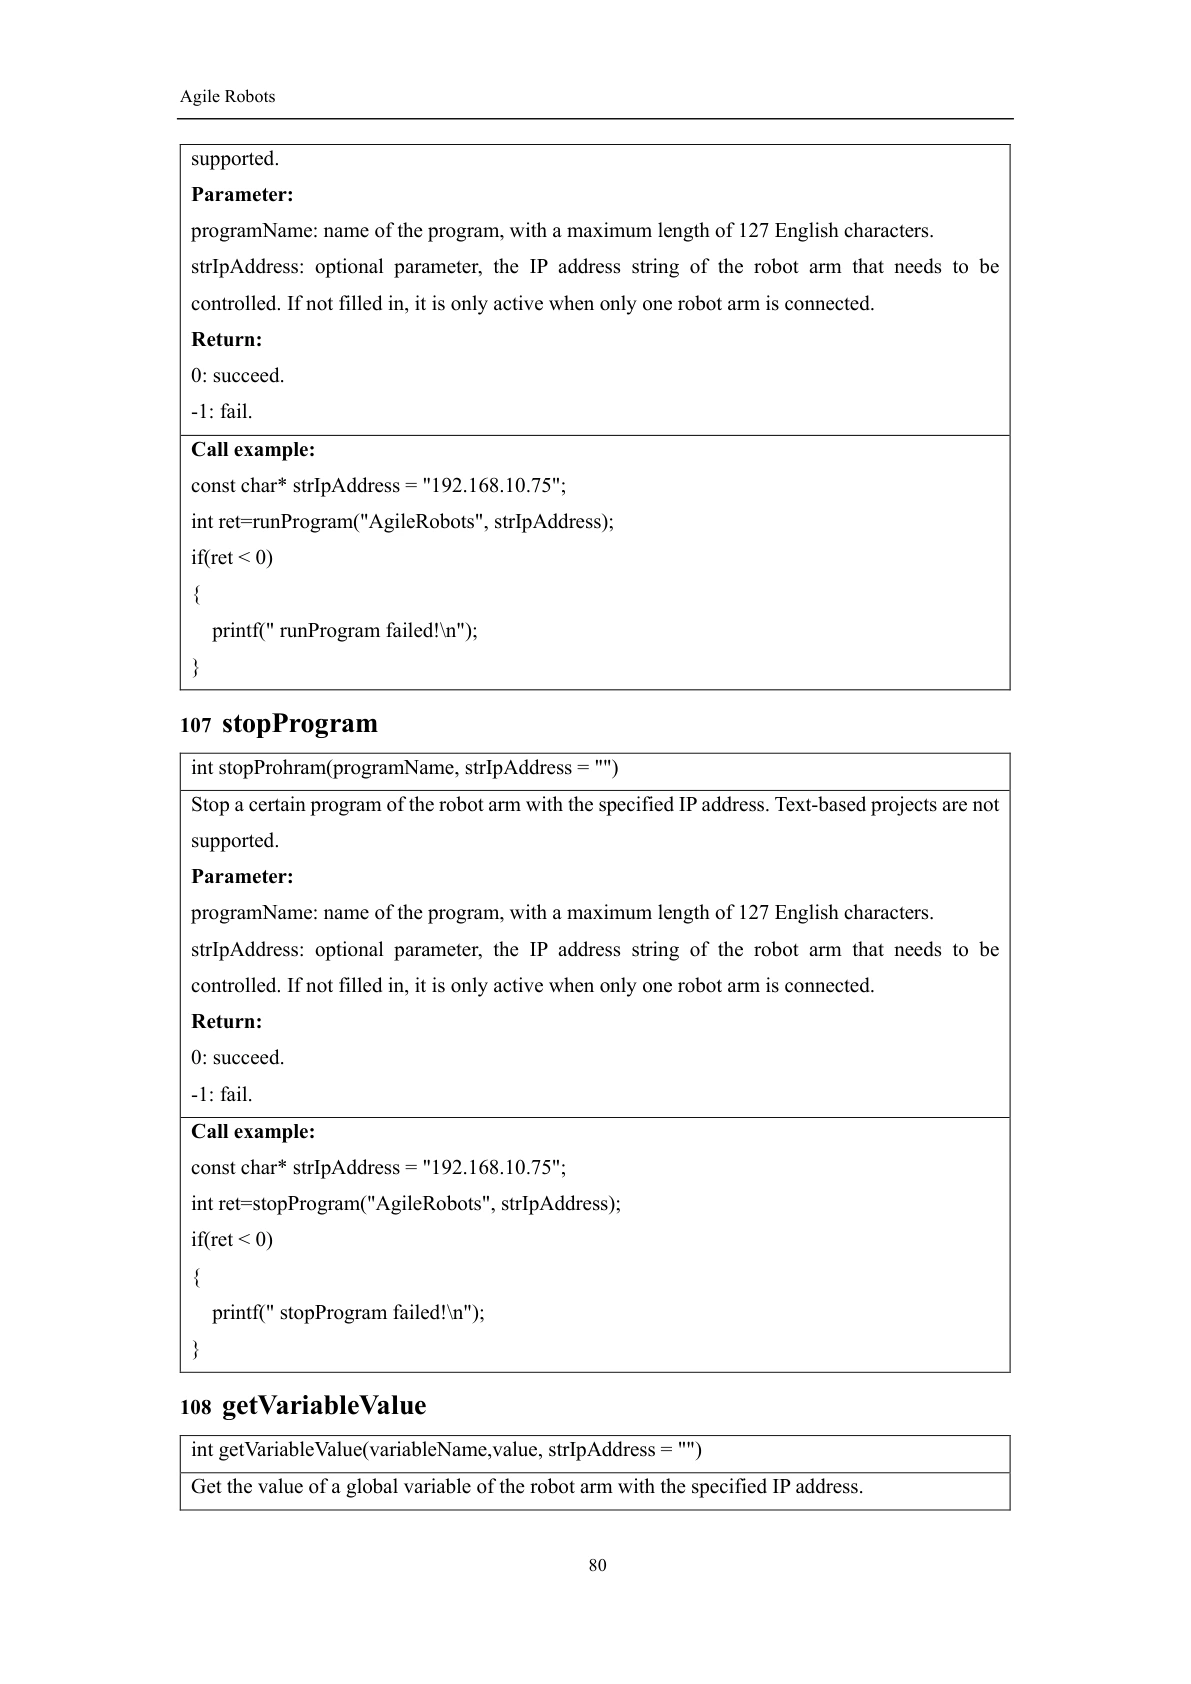 Agile Robots
supported.
Parameter:
programName: name of the program, with a maximum length of 127 English characters.
strIpAddress: optional parameter, the IP address string of the robot arm that needs to be
controlled. If not filled in, it is only active when only one robot arm is connected.
Return:
0: succeed.
-1: fail.
Call example:
const char* strIpAddress = "192.168.10.75";
int ret=runProgram("AgileRobots", strIpAddress);
if(ret < 0)
{
printf(" runProgram failed!\n");
}
107 stopProgram
int stopProhram(programName, strIpAddress = "")
Stop a certain program of the robot arm with the specified IP address. Text-based projects are not
supported.
Parameter:
programName: name of the program, with a maximum length of 127 English characters.
strIpAddress: optional parameter, the IP address string of the robot arm that needs to be
controlled. If not filled in, it is only active when only one robot arm is connected.
Return:
0: succeed.
-1: fail.
Call example:
const char* strIpAddress = "192.168.10.75";
int ret=stopProgram("AgileRobots", strIpAddress);
if(ret < 0)
{
printf(" stopProgram failed!\n");
}
108 getVariableValue
int getVariableValue(variableName,value, strIpAddress = "")
Get the value of a global variable of the robot arm with the specified IP address.
80